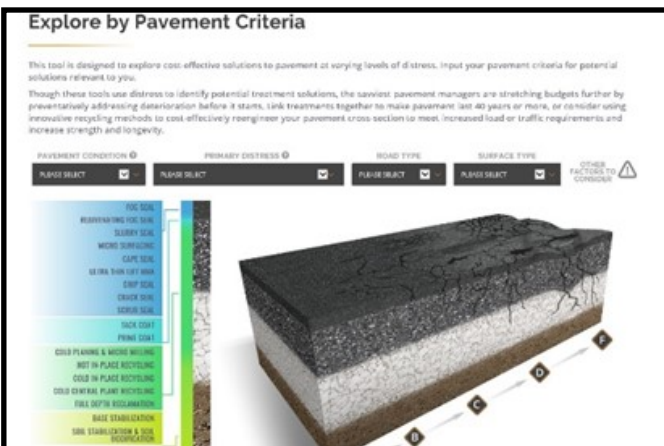 Explore by Pavement Criteria
This tool is designed to explore cost effective solutions to pavement at varying levels of distress. Input your pavement criteria for potential
solutions relevant to you.
Though these tools use distress to identify potential treatment solutions, the savviest pavement managers are stretching budgets further by
preventatively addressing deterioration before it starts, link treatments together to make pavement last 40 years or more, or consider using
innovative recycling methods to cost-effectively reengineer your pavement cross-section to meet increased load or traffic requirements and
increase strength and longevity.
PAVEMENT CONDITION PRIMARY DISTRESS ROAD TYPE SURFACE TYPE
OTHER
FACTORS TO
CONSIDER
PLEASE SELECT PLEASE SELECT PLEASE SELECT PLEASE SELECT
FOG SEAL
REJUVENATING FOG SEAL
SLURRY SEAL
MICRO SURFACING
CAPE SEAL
ULTRA THIN LIFT HMA
CHIP SEAL
CRACK SEAL
SCRUB SEAL
TACK COAT
PRIME COAT
COLD PLANING & MICRO MILLING
HOT IN-PLACE RECYCLING
COLD IN-PLACE RECYCLING
COLD CENTRAL PLANT RECYCLING
FULL DEPTH RECLAMATION
BASE STABILIZATION
SOIL STABILIZATION & SOIL
MODIFICATION
B
C
D
F